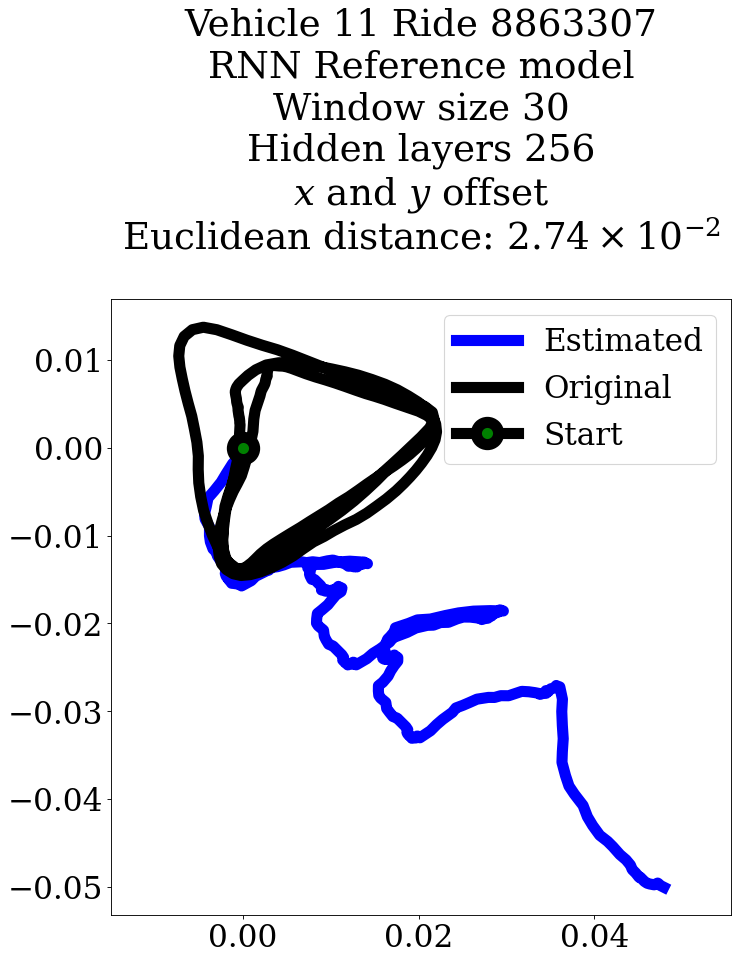 Vehicle 11 Ride 8863307
RNN Reference model
Window size 30
Hidden layers 256
x and y offset
Euclidean distance: 2.74 × 10⁻²
Estimated
Original
Start
0.01
0.00
−0.01
−0.02
−0.03
−0.04
−0.05
0.00 0.02 0.04